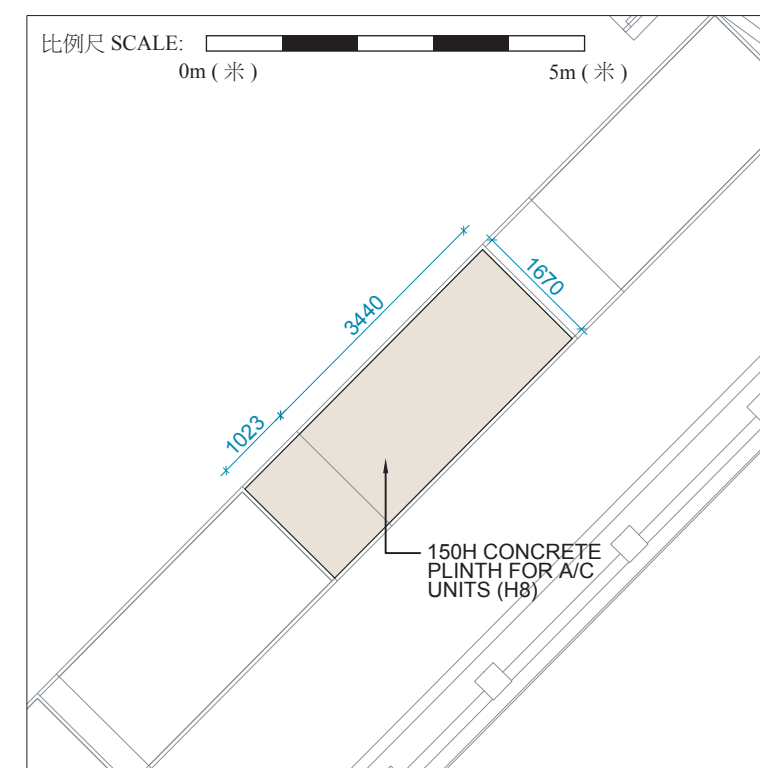 比例尺 SCALE:
0m ( 米 )
5m ( 米 )
1670
3440
1023
150H CONCRETE
PLINTH FOR A/C
UNITS (H8)